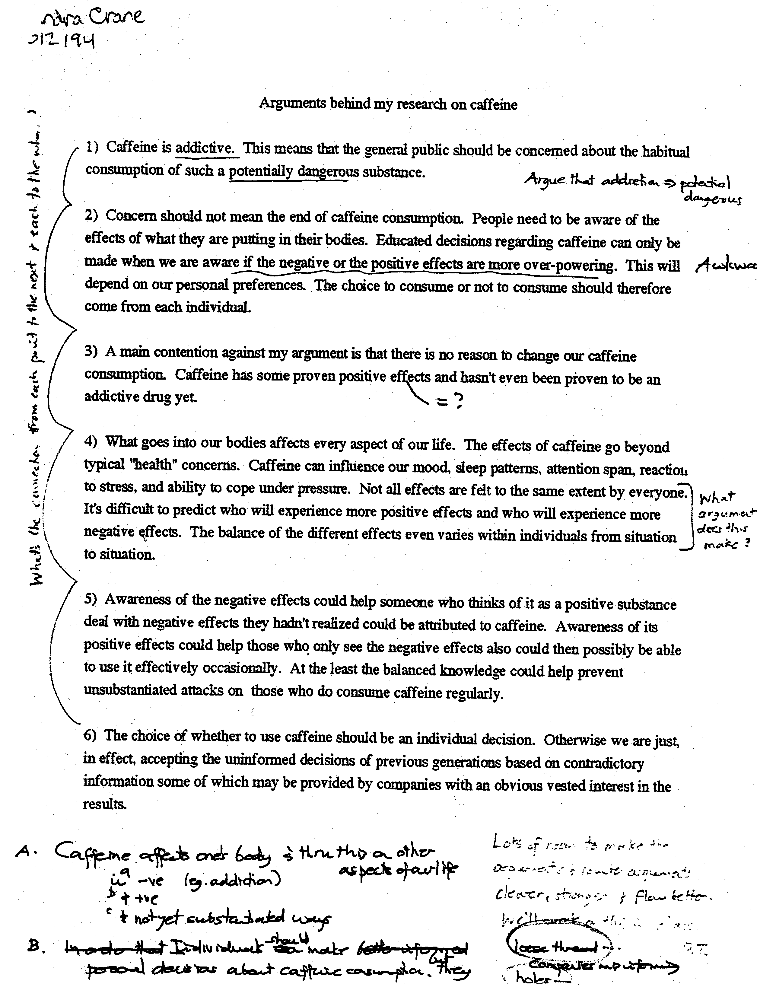 Crane
12 194
Arguments behind my research on caffeine
What's the connection from each point to the next + each to the whole?
1) Caffeine is addictive. This means that the general public should be concerned about the habitual
consumption of such a potentially dangerous substance.
Argue that addiction ⇒ potential
dangerous
2) Concern should not mean the end of caffeine consumption. People need to be aware of the
effects of what they are putting in their bodies. Educated decisions regarding caffeine can only be
made when we are aware if the negative or the positive effects are more over-powering. This will
depend on our personal preferences. The choice to consume or not to consume should therefore
come from each individual.
3) A main contention against my argument is that there is no reason to change our caffeine
consumption. Caffeine has some proven positive effects and hasn't even been proven to be an
addictive drug yet.
= ?
4) What goes into our bodies affects every aspect of our life. The effects of caffeine go beyond
typical "health" concerns. Caffeine can influence our mood, sleep patterns, attention span, reaction
to stress, and ability to cope under pressure. Not all effects are felt to the same extent by everyone.
It's difficult to predict who will experience more positive effects and who will experience more
negative effects. The balance of the different effects even varies within individuals from situation
to situation.
What
argument
does this
make?
5) Awareness of the negative effects could help someone who thinks of it as a positive substance
deal with negative effects they hadn't realized could be attributed to caffeine. Awareness of its
positive effects could help those who only see the negative effects also could then possibly be able
to use it effectively occasionally. At the least the balanced knowledge could help prevent
unsubstantiated attacks on those who do consume caffeine regularly.
6) The choice of whether to use caffeine should be an individual decision. Otherwise we are just,
in effect, accepting the uninformed decisions of previous generations based on contradictory
information some of which may be provided by companies with an obvious vested interest in the
results.
A. Caffeine affects one's body & thru this on other
aspects of our life
in a -ve (eg. addiction)
b + +ve
c + not yet substantiated ways
B. In order that Individuals should make better informed
personal decisions about caffeine consumption. but They
Lots of room to make the
arguments & counter arguments
clearer, stronger & flow better.
We'll
loose thread
companies
holes —